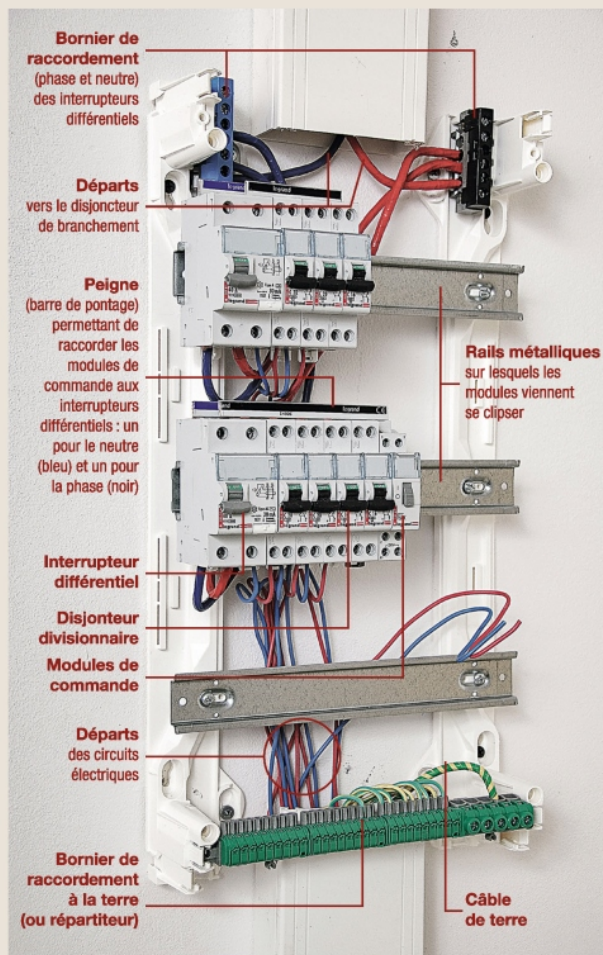 Bornier de
raccordement
(phase et neutre)
des interrupteurs
différentiels
Départs
vers le disjoncteur
de branchement
Peigne
(barre de pontage)
permettant de
raccorder les
modules de
commande aux
interrupteurs
différentiels : un
pour le neutre
(bleu) et un pour
la phase (noir)
Rails métalliques
sur lesquels les
modules viennent
se clipser
Interrupteur
différentiel
Disjonteur
divisionnaire
Modules de
commande
Départs
des circuits
électriques
Bornier de
raccordement
à la terre
(ou répartiteur)
Câble
de terre
legrand
legrand